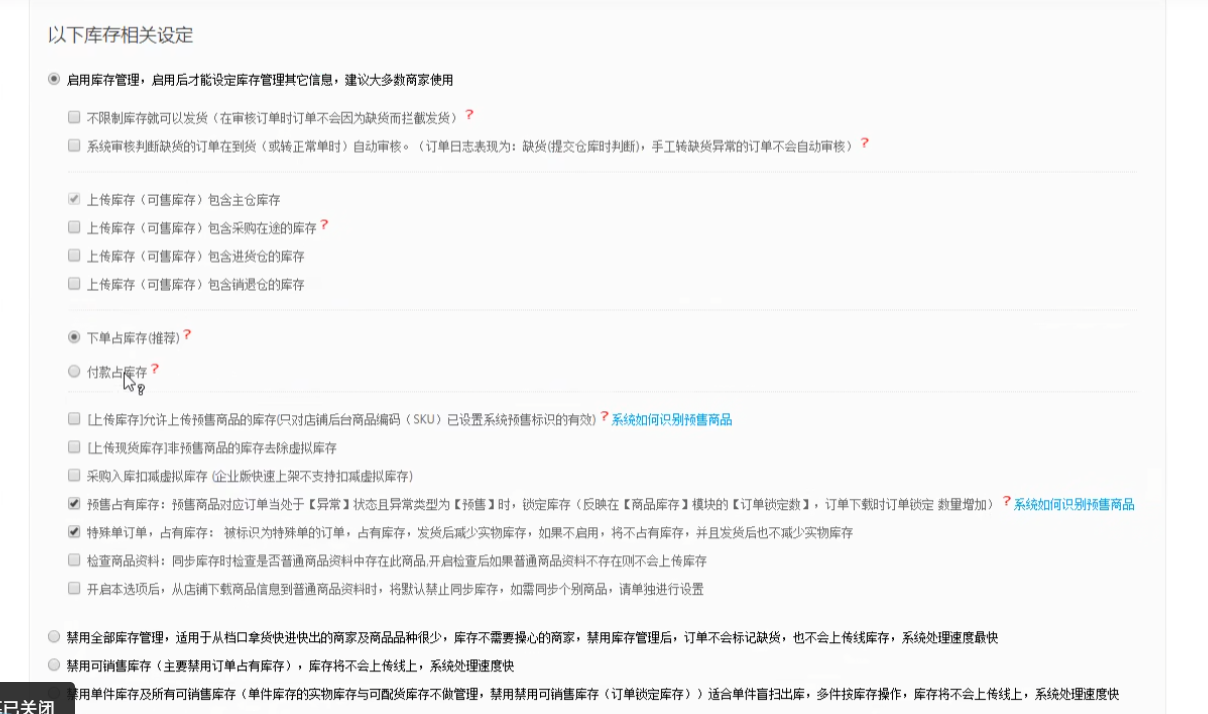 以下库存相关设定
启用库存管理，启用后才能设定库存管理其它信息，建议大多数商家使用
不限制库存就可以发货（在审核订单时订单不会因为缺货而拦截发货） ?
系统审核判断缺货的订单在到货（或转正常单时）自动审核。（订单日志表现为：缺货(提交仓库时判断)，手工转缺货异常的订单不会自动审核） ?
上传库存（可售库存）包含主仓库存
上传库存（可售库存）包含采购在途的库存 ?
上传库存（可售库存）包含进货仓的库存
上传库存（可售库存）包含销退仓的库存
下单占库存(推荐) ?
付款占库存 ?
[上传库存]允许上传预售商品的库存(只对店铺后台商品编码（SKU）已设置系统预售标识的有效) ? 系统如何识别预售商品
[上传现货库存]非预售商品的库存去除虚拟库存
采购入库扣减虚拟库存 (企业版快速上架不支持扣减虚拟库存)
预售占有库存：预售商品对应订单当处于【异常】状态且异常类型为【预售】时，锁定库存（反映在【商品库存】模块的【订单锁定数】，订单下载时订单锁定 数量增加） ? 系统如何识别预售商品
特殊单订单，占有库存： 被标识为特殊单的订单，占有库存，发货后减少实物库存，如果不启用，将不占有库存，并且发货后也不减少实物库存
检查商品资料：同步库存时检查是否普通商品资料中存在此商品,开启检查后如果普通商品资料不存在则不会上传库存
开启本选项后，从店铺下载商品信息到普通商品资料时，将默认禁止同步库存，如需同步个别商品，请单独进行设置
禁用全部库存管理，适用于从档口拿货快进快出的商家及商品品种很少，库存不需要操心的商家，禁用库存管理后，订单不会标记缺货，也不会上传线库存，系统处理速度最快
禁用可销售库存（主要禁用订单占有库存），库存将不会上传线上，系统处理速度快
禁用单件库存及所有可销售库存（单件库存的实物库存与可配货库存不做管理，禁用禁用可销售库存（订单锁定库存））适合单件盲扫出库，多件按库存操作，库存将不会上传线上，系统处理速度快
已关闭